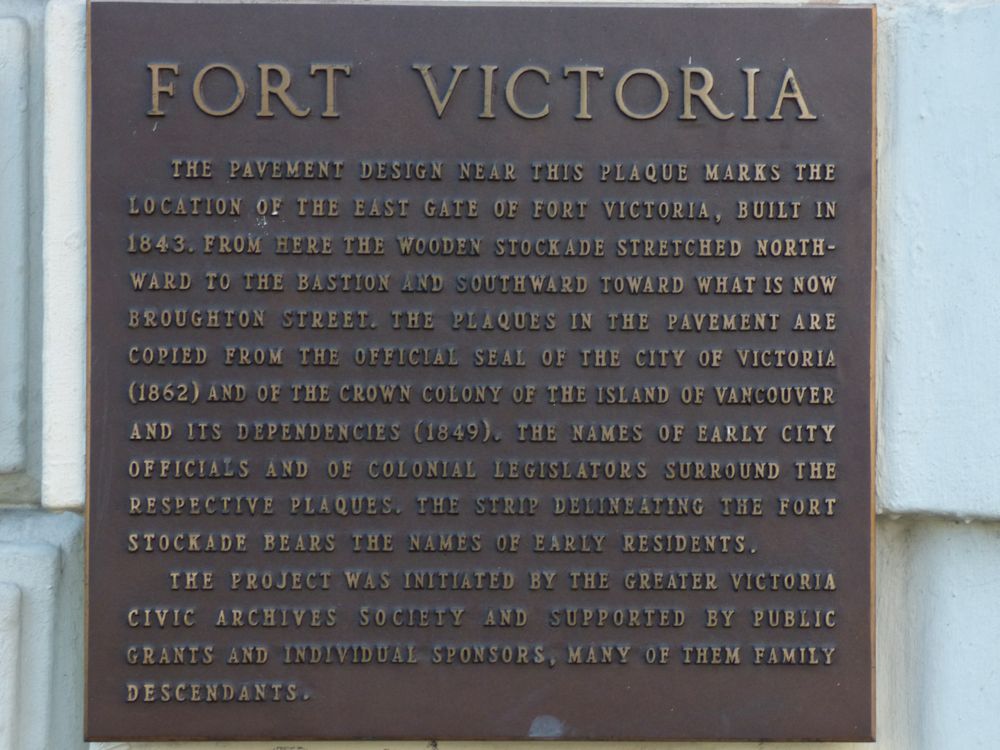 FORT VICTORIA
THE PAVEMENT DESIGN NEAR THIS PLAQUE MARKS THE
LOCATION OF THE EAST GATE OF FORT VICTORIA, BUILT IN
1843. FROM HERE THE WOODEN STOCKADE STRETCHED NORTH-
WARD TO THE BASTION AND SOUTHWARD TOWARD WHAT IS NOW
BROUGHTON STREET. THE PLAQUES IN THE PAVEMENT ARE
COPIED FROM THE OFFICIAL SEAL OF THE CITY OF VICTORIA
(1862) AND OF THE CROWN COLONY OF THE ISLAND OF VANCOUVER
AND ITS DEPENDENCIES (1849). THE NAMES OF EARLY CITY
OFFICIALS AND OF COLONIAL LEGISLATORS SURROUND THE
RESPECTIVE PLAQUES. THE STRIP DELINEATING THE FORT
STOCKADE BEARS THE NAMES OF EARLY RESIDENTS.
THE PROJECT WAS INITIATED BY THE GREATER VICTORIA
CIVIC ARCHIVES SOCIETY AND SUPPORTED BY PUBLIC
GRANTS AND INDIVIDUAL SPONSORS, MANY OF THEM FAMILY
DESCENDANTS.